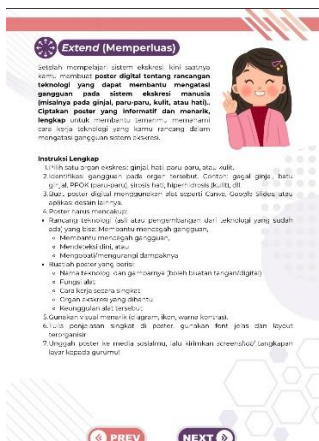 Extend (Memperluas)
Setelah mempelajari sistem ekskresi, kini saatnya
kamu membuat poster digital tentang rancangan
teknologi yang dapat membantu mengatasi
gangguan pada sistem ekskresi manusia
(misalnya pada ginjal, paru-paru, kulit, atau hati).
Ciptakan poster yang informatif dan menarik,
lengkap untuk membantu temanmu memahami
cara kerja teknologi yang kamu rancang dalam
mengatasi gangguan sistem ekskresi.
Instruksi Lengkap
1. Pilih satu organ ekskresi: ginjal, hati, paru-paru, atau kulit.
2. Identifikasi gangguan pada organ tersebut. Contoh: gagal ginjal, batu
ginjal, PPOK (paru-paru), sirosis hati, hiperhidrosis (kulit), dll.
3. Buat poster digital menggunakan alat seperti Canva, Google Slides, atau
aplikasi desain lainnya.
4. Poster harus mencakup:
• Rancang teknologi (asli atau pengembangan dari teknologi yang sudah
ada) yang bisa: Membantu mencegah gangguan,
◦ Membantu mencegah gangguan,
◦ Mendeteksi dini, atau
◦ Mengobati/mengurangi dampaknya
• Buatlah poster yang berisi:
◦ Nama teknologi dan gambarnya (boleh buatan tangan/digital)
◦ Fungsi alat
◦ Cara kerja secara singkat
◦ Organ ekskresi yang dibantu
◦ Keunggulan alat tersebut
5. Gunakan visual menarik (diagram, ikon, warna kontras).
6. Tulis penjelasan singkat di poster, gunakan font jelas dan layout
terorganisir
7. Unggah poster ke media sosialmu, lalu kirimkan screenshot/tangkapan
layar kepada gurumu!
PREV
NEXT